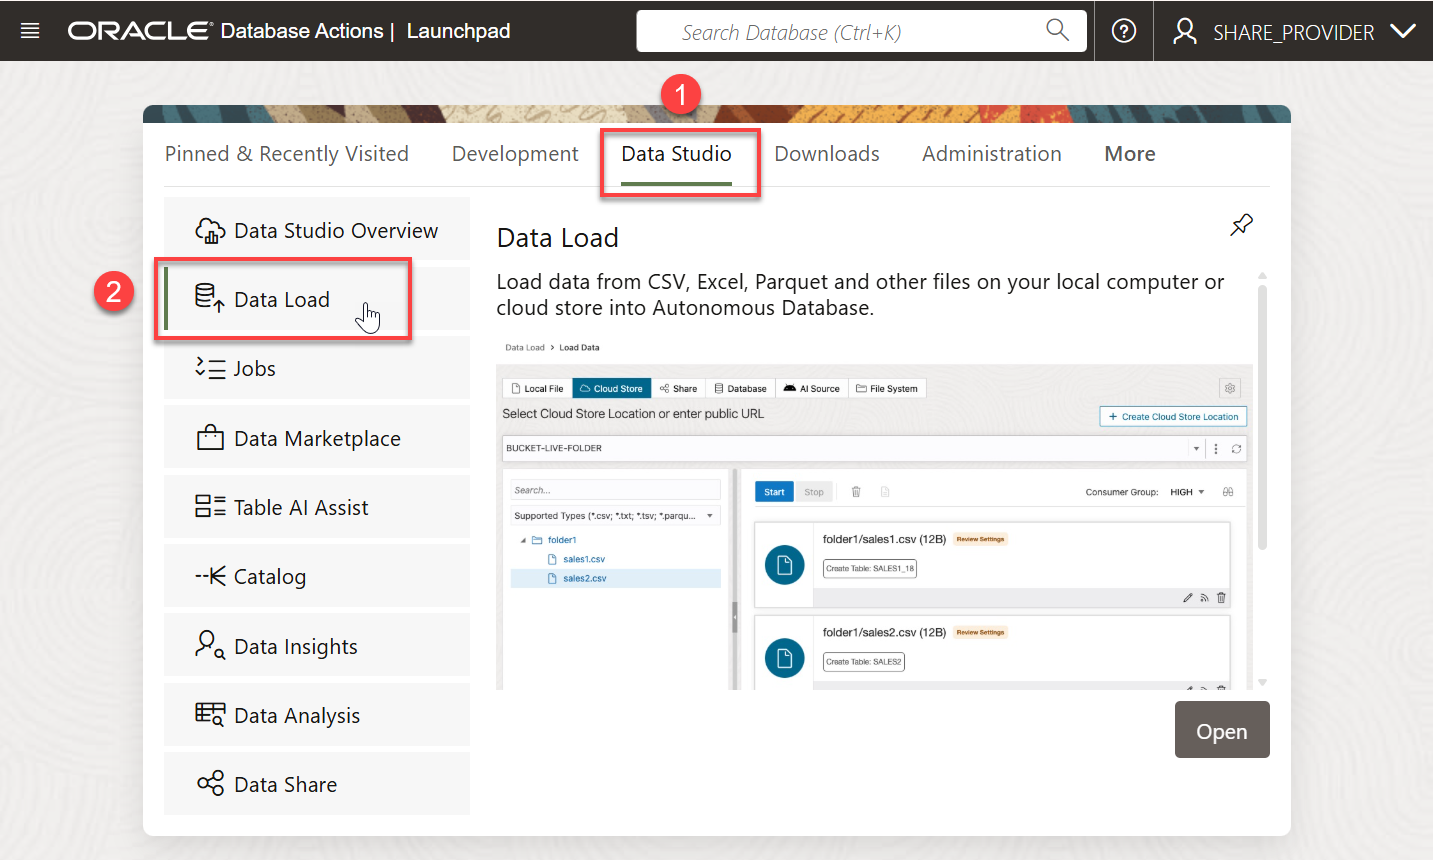 ORACLE Database Actions | Launchpad
Search Database (Ctrl+K)
SHARE_PROVIDER
1
Pinned & Recently Visited
Development
Data Studio
Downloads
Administration
More
Data Studio Overview
2
Data Load
Jobs
Data Marketplace
Table AI Assist
Catalog
Data Insights
Data Analysis
Data Share
Data Load
Load data from CSV, Excel, Parquet and other files on your local computer or
cloud store into Autonomous Database.
Data Load > Load Data
Local File
Cloud Store
Share
Database
AI Source
File System
Select Cloud Store Location or enter public URL
+ Create Cloud Store Location
BUCKET-LIVE-FOLDER
Search...
Supported Types (*.csv; *.txt; *.tsv; *.parqu...
folder1
sales1.csv
sales2.csv
Start
Stop
Consumer Group: HIGH
folder1/sales1.csv (12B) Review Settings
Create Table: SALES1_18
folder1/sales2.csv (12B) Review Settings
Create Table: SALES2
Open